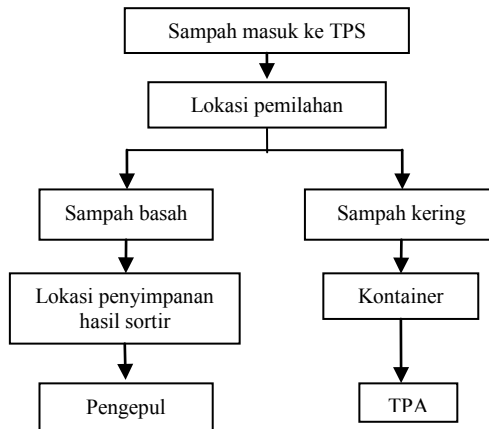 Sampah masuk ke TPS
Lokasi pemilahan
Sampah basah
Sampah kering
Lokasi penyimpanan
hasil sortir
Kontainer
Pengepul
TPA